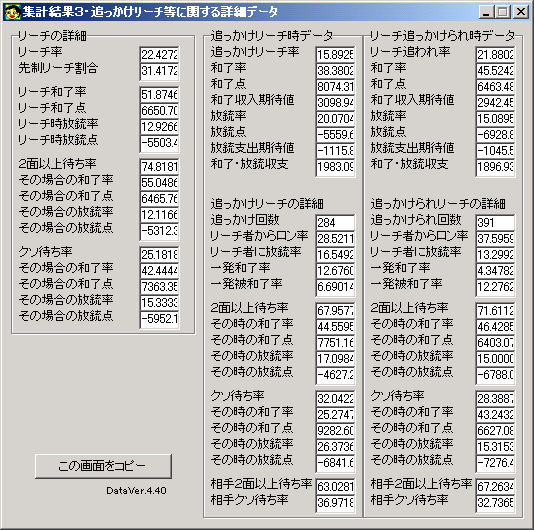 集計結果3・追っかけリーチ等に関する詳細データ
リーチの詳細
リーチ率 22.4272
先制リーチ割合 31.4172
リーチ和了率 51.8746
リーチ和了点 6650.70
リーチ時放銃率 12.9266
リーチ時放銃点 -5503.4
2面以上待ち率 74.8181
その場合の和了率 55.0486
その場合の和了点 6465.76
その場合の放銃率 12.1166
その場合の放銃点 -5312.3
クソ待ち率 25.1818
その場合の和了率 42.4444
その場合の和了点 7363.35
その場合の放銃率 15.3333
その場合の放銃点 -5952.1
この画面をコピー
DataVer.4.40
追っかけリーチ時データ
追っかけリーチ率 15.8925
和了率 38.3802
和了点 8074.31
和了収入期待値 3098.94
放銃率 20.0704
放銃点 -5559.6
放銃支出期待値 -1115.8
和了・放銃収支 1983.09
追っかけリーチの詳細
追っかけ回数 284
リーチ者からロン率 28.5211
リーチ者に放銃率 16.5492
一発和了率 12.6760
一発被和了率 6.69014
2面以上待ち率 67.9577
その時の和了率 44.5595
その時の和了点 7751.16
その時の放銃率 17.0984
その時の放銃点 -4627.2
クソ待ち率 32.0422
その時の和了率 25.2747
その時の和了点 9282.60
その時の放銃率 26.3736
その時の放銃点 -6841.6
相手2面以上待ち率 63.0281
相手クソ待ち率 36.9718
リーチ追っかけられ時データ
リーチ追われ率 21.8802
和了率 45.5242
和了点 6463.48
和了収入期待値 2942.45
放銃率 15.0895
放銃点 -6928.8
放銃支出期待値 -1045.5
和了・放銃収支 1896.93
追っかけられリーチの詳細
追っかけられ回数 391
リーチ者からロン率 37.5959
リーチ者に放銃率 13.2992
一発和了率 4.34782
一発被和了率 12.2762
2面以上待ち率 71.6112
その時の和了率 46.4285
その時の和了点 6403.07
その時の放銃率 15.0000
その時の放銃点 -6788.0
クソ待ち率 28.3887
その時の和了率 43.2432
その時の和了点 6627.08
その時の放銃率 15.3153
その時の放銃点 -7276.4
相手2面以上待ち率 67.2634
相手クソ待ち率 32.7365